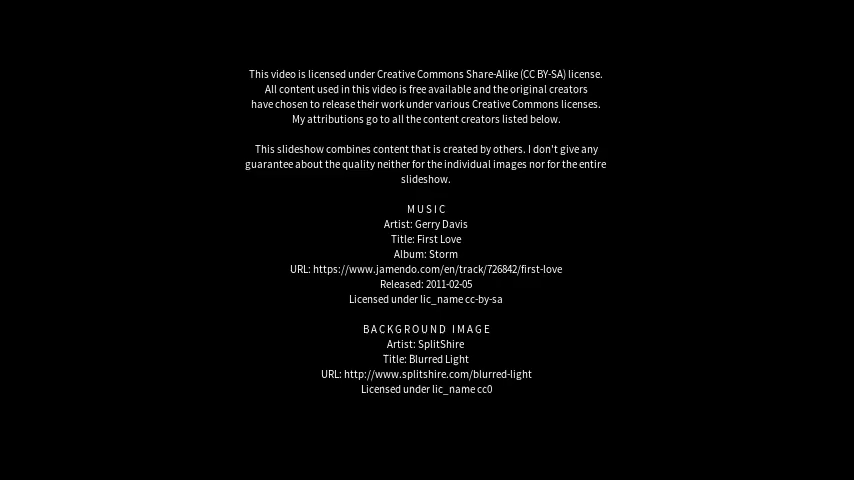 This video is licensed under Creative Commons Share-Alike (CC BY-SA) license.
All content used in this video is free available and the original creators
have chosen to release their work under various Creative Commons licenses.
My attributions go to all the content creators listed below.
This slideshow combines content that is created by others. I don't give any
guarantee about the quality neither for the individual images nor for the entire
slideshow.
MUSIC
Artist: Gerry Davis
Title: First Love
Album: Storm
URL: https://www.jamendo.com/en/track/726842/first-love
Released: 2011-02-05
Licensed under lic_name cc-by-sa
BACKGROUND IMAGE
Artist: SplitShire
Title: Blurred Light
URL: http://www.splitshire.com/blurred-light
Licensed under lic_name cc0